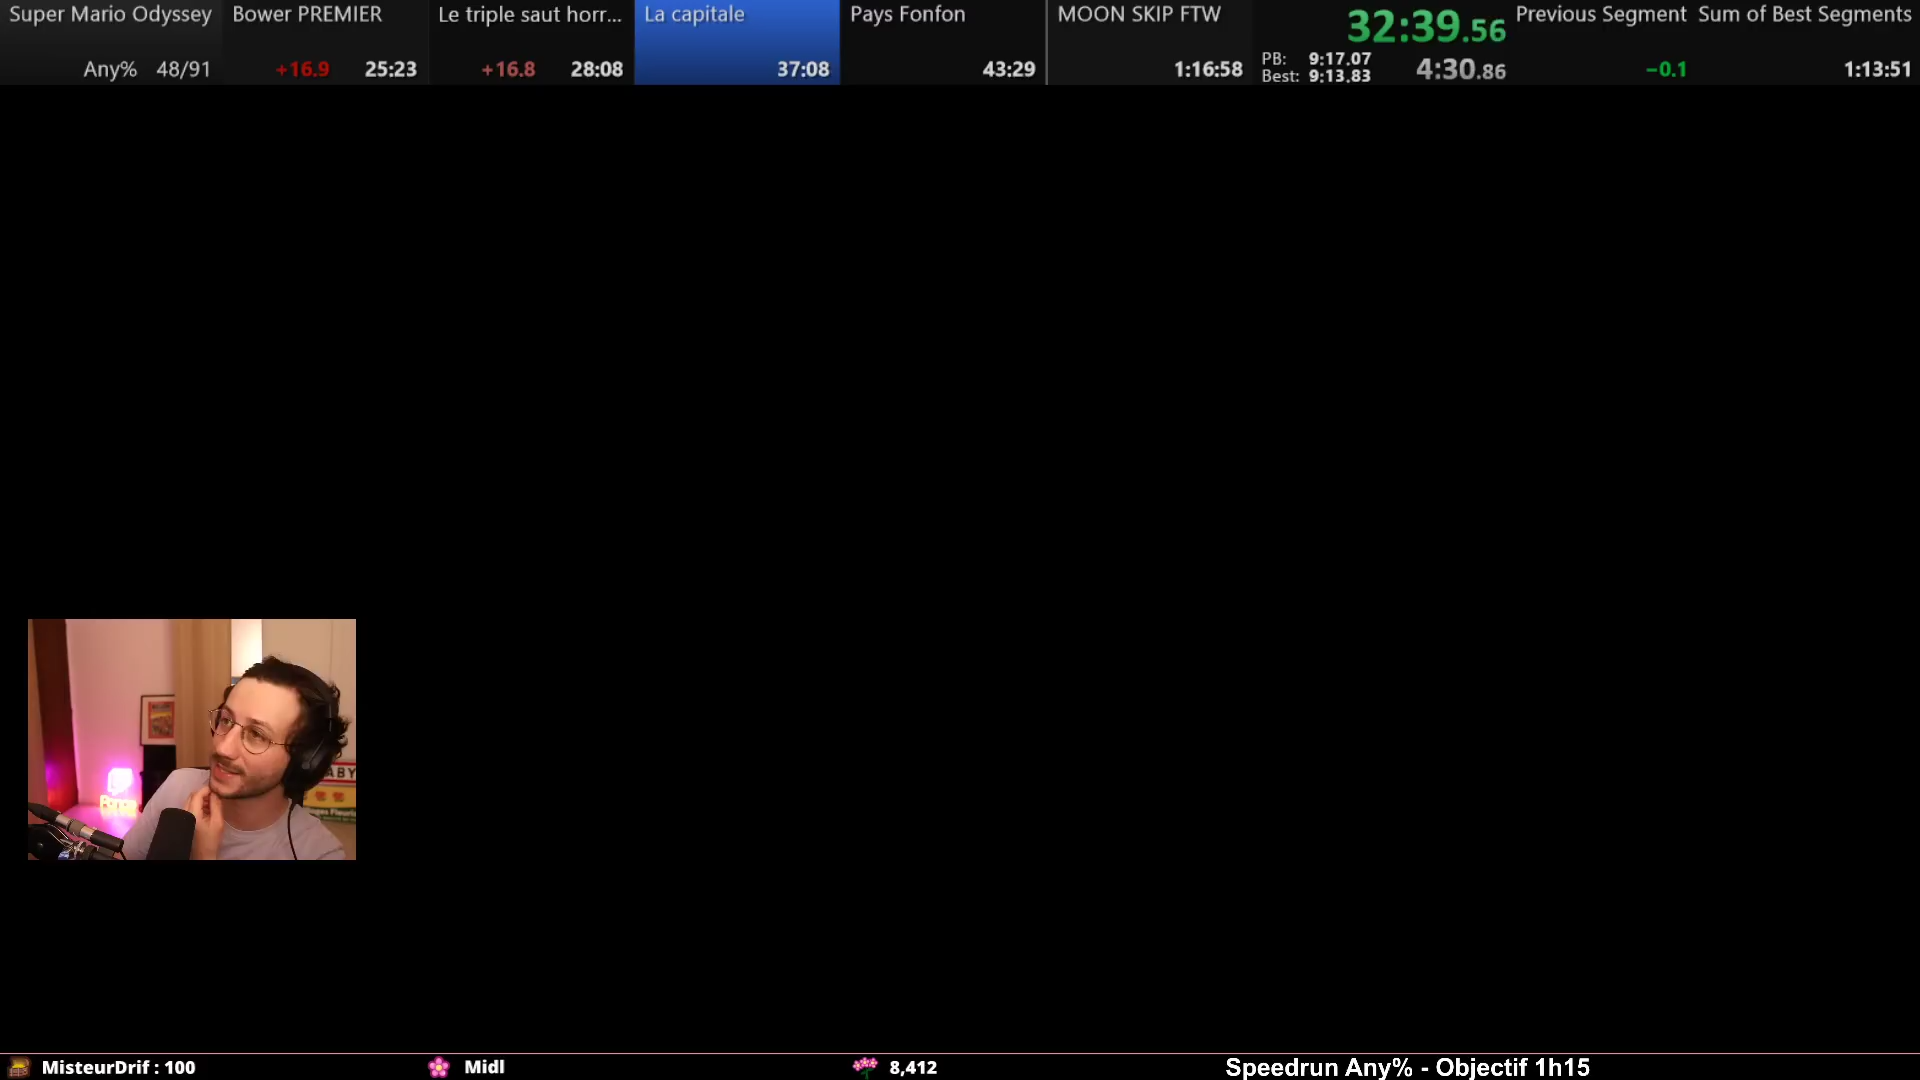 Super Mario Odyssey
Any% 48/91
Bower PREMIER
+16.9 25:23
Le triple saut horr...
+16.8 28:08
La capitale
37:08
Pays Fonfon
43:29
MOON SKIP FTW
1:16:58
32:39.56
PB: 9:17.07
Best: 9:13.83
4:30.86
Previous Segment
-0.1
Sum of Best Segments
1:13:51
ABY
MisteurDrif : 100
Midl
8,412
Speedrun Any% - Objectif 1h15